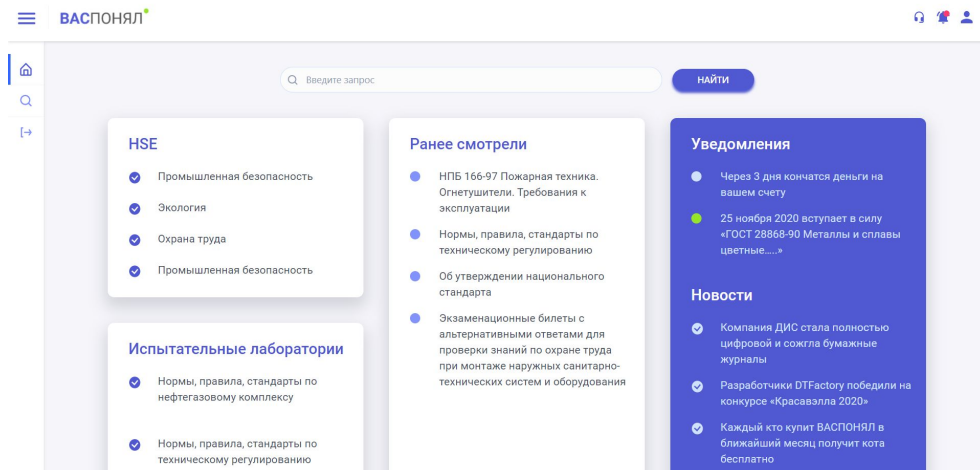 ВАСПОНЯЛ
Введите запрос
НАЙТИ
HSE
Промышленная безопасность
Экология
Охрана труда
Промышленная безопасность
Испытательные лаборатории
Нормы, правила, стандарты по
нефтегазовому комплексу
Нормы, правила, стандарты по
техническому регулированию
Ранее смотрели
НПБ 166-97 Пожарная техника.
Огнетушители. Требования к
эксплуатации
Нормы, правила, стандарты по
техническому регулированию
Об утверждении национального
стандарта
Экзаменационные билеты с
альтернативными ответами для
проверки знаний по охране труда
при монтаже наружных санитарно-
технических систем и оборудования
Уведомления
Через 3 дня кончатся деньги на
вашем счету
25 ноября 2020 вступает в силу
«ГОСТ 28868-90 Металлы и сплавы
цветные.....»
Новости
Компания ДИС стала полностью
цифровой и сожгла бумажные
журналы
Разработчики DTFactory победили на
конкурсе «Красавэлла 2020»
Каждый кто купит ВАСПОНЯЛ в
ближайший месяц получит кота
бесплатно